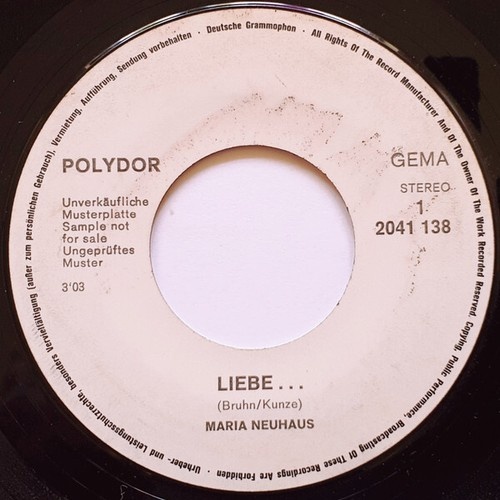 Urheber- und Leistungsschutzrechte, besonders Vervielfältigung (außer zum persönlichen Gebrauch), Vermietung, Aufführung, Sendung vorbehalten · Deutsche Grammophon · All Rights Of The Record Manufacturer And Of The Owner Of The Work Recorded Reserved. Copying, Public Performance, Broadcasting Of These Recordings Are Forbidden ·
POLYDOR
GEMA
STEREO
1
2041 138
Unverkäufliche
Musterplatte
Sample not
for sale
Ungeprüftes
Muster
3'03
LIEBE...
(Bruhn/Kunze)
MARIA NEUHAUS